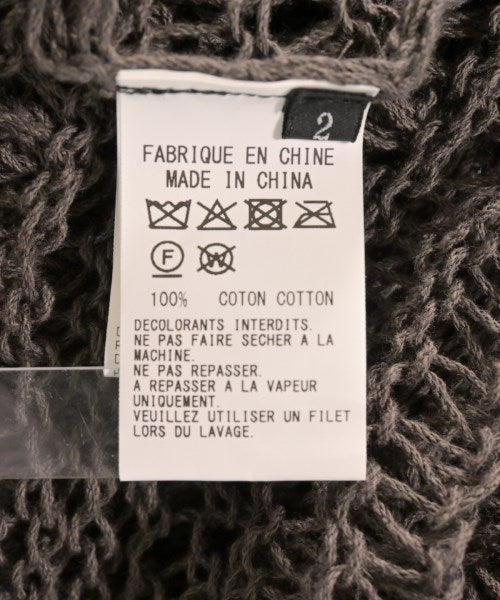 2
FABRIQUE EN CHINE
MADE IN CHINA
F W
100% COTON COTTON
DECOLORANTS INTERDITS.
NE PAS FAIRE SECHER A LA
MACHINE.
NE PAS REPASSER.
A REPASSER A LA VAPEUR
UNIQUEMENT.
VEUILLEZ UTILISER UN FILET
LORS DU LAVAGE.